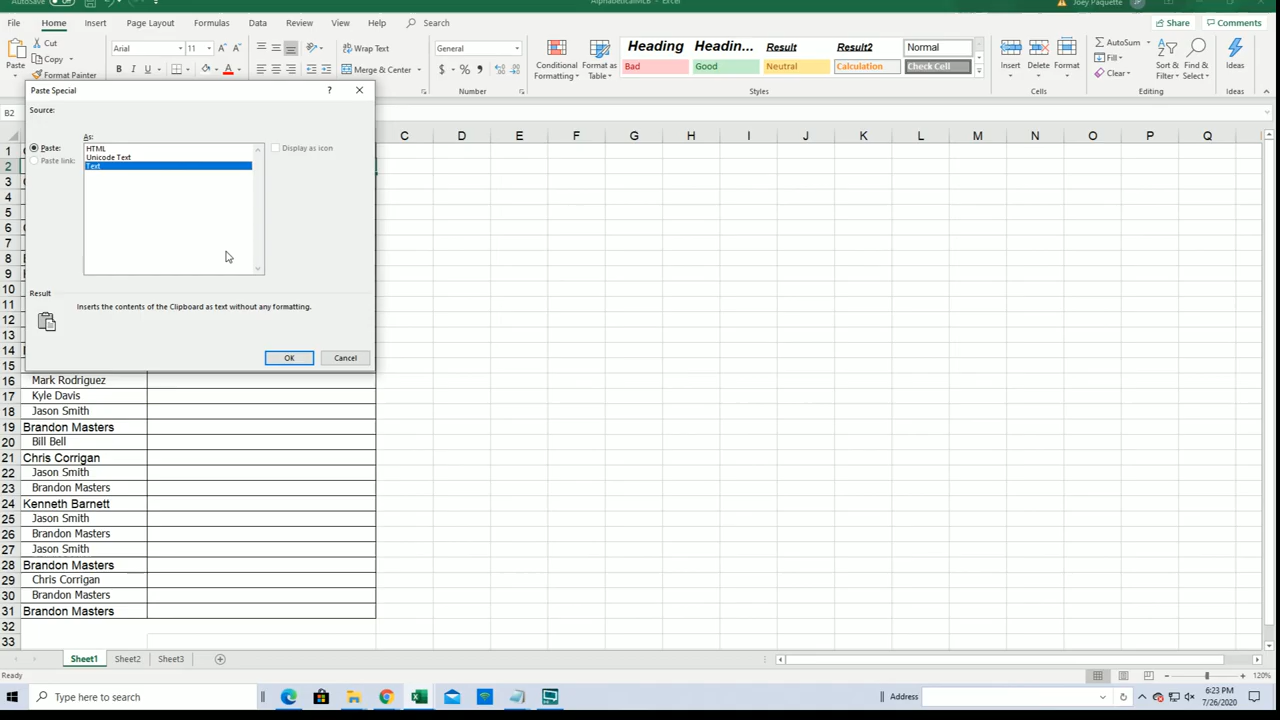 AutoSave
AlphabeticalMLB - Excel
Joey Paquette
JP
File Home Insert Page Layout Formulas Data Review View Help Search Share Comments
Paste
Cut
Copy
Format Painter
Arial 11
B I U
Wrap Text
Merge & Center
General
$ % 9
Number
Conditional Formatting
Format as Table
Heading Headin... Result Result2 Normal
Bad Good Neutral Calculation Check Cell
Styles
Insert Delete Format
Cells
AutoSum
Fill
Clear
Sort & Filter
Find & Select
Editing
Ideas
Ideas
B2
Paste Special ?
Source:
As:
Paste:
Paste link:
HTML
Unicode Text
Text
Display as icon
Result
Inserts the contents of the Clipboard as text without any formatting.
OK Cancel
C D E F G H I J K L M N O P Q
1
2
3
4
5
6
7
8
9
10
11
12
13
14
15
16 Mark Rodriguez
17 Kyle Davis
18 Jason Smith
19 Brandon Masters
20 Bill Bell
21 Chris Corrigan
22 Jason Smith
23 Brandon Masters
24 Kenneth Barnett
25 Jason Smith
26 Brandon Masters
27 Jason Smith
28 Brandon Masters
29 Chris Corrigan
30 Brandon Masters
31 Brandon Masters
32
33
Sheet1 Sheet2 Sheet3
Ready
120%
Type here to search
Address
6:23 PM
7/26/2020